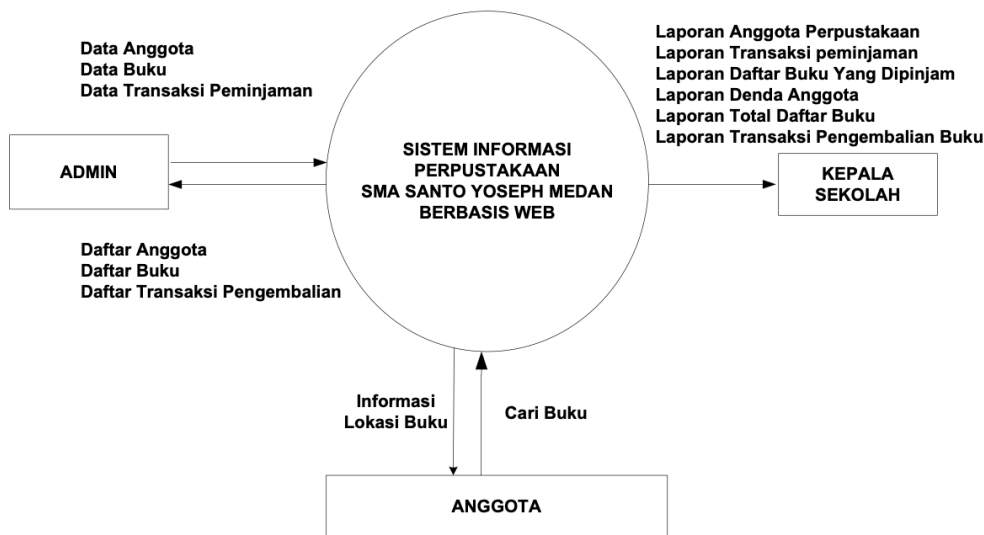 Data Anggota
Data Buku
Data Transaksi Peminjaman
Laporan Anggota Perpustakaan
Laporan Transaksi peminjaman
Laporan Daftar Buku Yang Dipinjam
Laporan Denda Anggota
Laporan Total Daftar Buku
Laporan Transaksi Pengembalian Buku
ADMIN
SISTEM INFORMASI
PERPUSTAKAAN
SMA SANTO YOSEPH MEDAN
BERBASIS WEB
KEPALA
SEKOLAH
Daftar Anggota
Daftar Buku
Daftar Transaksi Pengembalian
Informasi
Lokasi Buku
Cari Buku
ANGGOTA